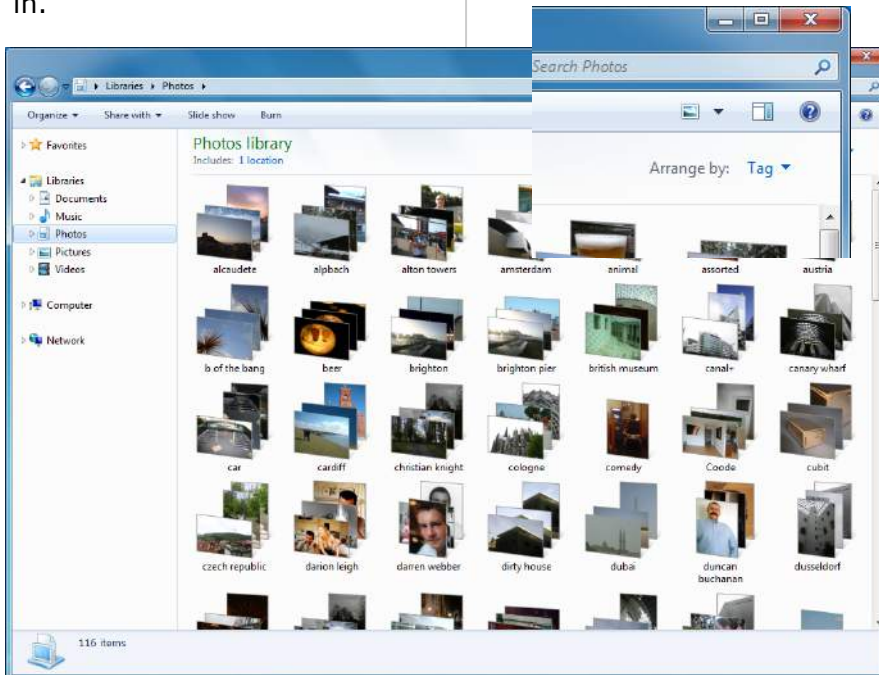 in.
Search Photos
Libraries ▸ Photos ▸
Organize Share with Slide show Burn
Favorites
Libraries
Documents
Music
Photos
Pictures
Videos
Computer
Network
Photos library
Includes: 1 location
Arrange by: Tag
alcaudete alpbach alton towers amsterdam animal assorted austria
b of the bang beer brighton brighton pier british museum canal+ canary wharf
car cardiff christian knight cologne comedy Coode cubit
czech republic darion leigh darren webber dirty house dubai duncan buchanan dusseldorf
116 items